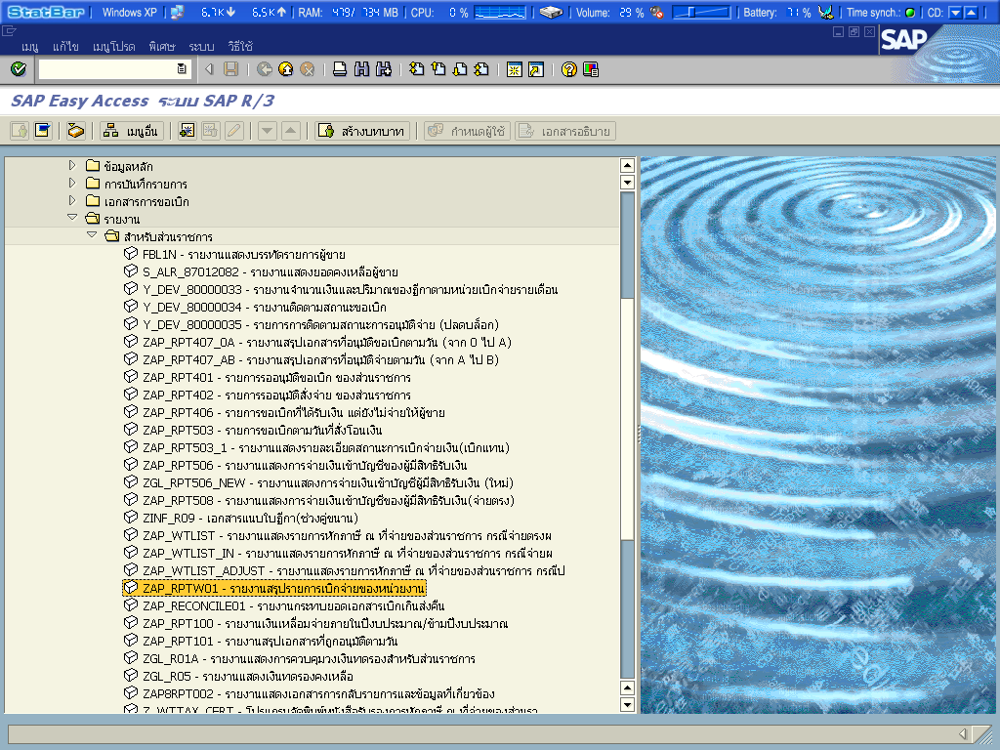 StatBar Windows XP 6.7K 6.5K RAM: 479/ 734 MB CPU: 0 % Volume: 29 % Battery: 71 % Time synch.: CD:
เมนู แก้ไข เมนูโปรด พิเศษ ระบบ วิธีใช้
SAP
SAP Easy Access ระบบ SAP R/3
เมนูอื่น สร้างบทบาท กำหนดผู้ใช้ เอกสารอธิบาย
ข้อมูลหลัก
การบันทึกรายการ
เอกสารการขอเบิก
รายงาน
สำหรับส่วนราชการ
FBL1N - รายงานแสดงบรรทัดรายการผู้ขาย
S_ALR_87012082 - รายงานแสดงยอดคงเหลือผู้ขาย
Y_DEV_80000033 - รายงานจำนวนเงินและปริมาณของฎีกาตามหน่วยเบิกจ่ายรายเดือน
Y_DEV_80000034 - รายงานติดตามสถานะขอเบิก
Y_DEV_80000035 - รายการการติดตามสถานะการอนุมัติจ่าย (ปลดบล็อก)
ZAP_RPT407_0A - รายงานสรุปเอกสารที่อนุมัติขอเบิกตามวัน (จาก 0 ไป A)
ZAP_RPT407_AB - รายงานสรุปเอกสารที่อนุมัติจ่ายตามวัน (จาก A ไป B)
ZAP_RPT401 - รายการรออนุมัติขอเบิก ของส่วนราชการ
ZAP_RPT402 - รายการรออนุมัติสั่งจ่าย ของส่วนราชการ
ZAP_RPT406 - รายการขอเบิกที่ได้รับเงิน แต่ยังไม่จ่ายให้ผู้ขาย
ZAP_RPT503 - รายการขอเบิกตามวันที่สั่งโอนเงิน
ZAP_RPT503_1 - รายงานแสดงรายละเอียดสถานะการเบิกจ่ายเงิน(เบิกแทน)
ZAP_RPT506 - รายงานแสดงการจ่ายเงินเข้าบัญชีของผู้มีสิทธิรับเงิน
ZGL_RPT506_NEW - รายงานแสดงการจ่ายเงินเข้าบัญชีผู้มีสิทธิรับเงิน (ใหม่)
ZAP_RPT508 - รายงานแสดงการจ่ายเงินเข้าบัญชีของผู้มีสิทธิรับเงิน(จ่ายตรง)
ZINF_R09 - เอกสารแนบใบฎีกา(ช่วงคู่ขนาน)
ZAP_WTLIST - รายงานแสดงรายการหักภาษี ณ ที่จ่ายของส่วนราชการ กรณีจ่ายตรงผ
ZAP_WTLIST_IN - รายงานแสดงรายการหักภาษี ณ ที่จ่ายของส่วนราชการ กรณีจ่ายผ
ZAP_WTLIST_ADJUST - รายงานแสดงรายการหักภาษี ณ ที่จ่ายของส่วนราชการ กรณีป
ZAP_RPTW01 - รายงานสรุปรายการเบิกจ่ายของหน่วยงาน
ZAP_RECONCILE01 - รายงานกระทบยอดเอกสารเบิกเกินส่งคืน
ZAP_RPT100 - รายงานเงินเหลื่อมจ่ายภายในปีงบประมาณ/ข้ามปีงบประมาณ
ZAP_RPT101 - รายงานสรุปเอกสารที่ถูกอนุมัติตามวัน
ZGL_R01A - รายงานแสดงการควบคุมวงเงินทดรองสำหรับส่วนราชการ
ZGL_R05 - รายงานแสดงเงินทดรองคงเหลือ
ZAP8RPT002 - รายงานแสดงเอกสารการกลับรายการและข้อมูลที่เกี่ยวข้อง
Z_WTTAX_CERT - โปรแกรมจัดพิมพ์หนังสือรับรองการหักภาษี ณ ที่จ่ายของส่วนรา